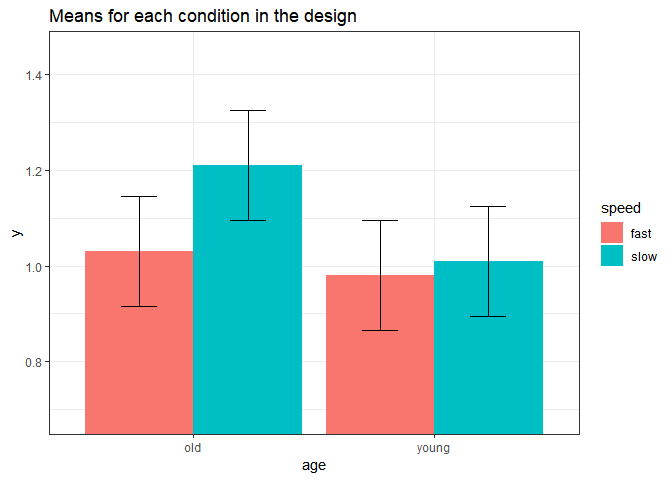 Means for each condition in the design
1.4
1.2
1.0
0.8
y
old
young
age
speed
fast
slow